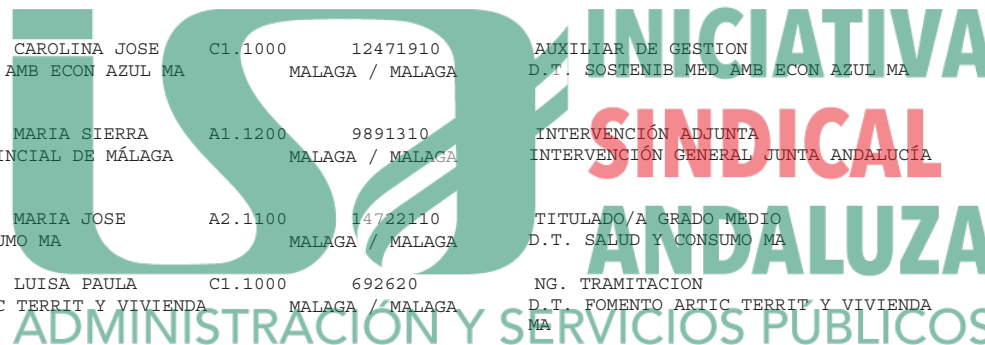 CAROLINA JOSE C1.1000 12471910 AUXILIAR DE GESTION
AMB ECON AZUL MA MALAGA / MALAGA D.T. SOSTENIB MED AMB ECON AZUL MA
MARIA SIERRA A1.1200 9891310 INTERVENCIÓN ADJUNTA
INCIAL DE MÁLAGA MALAGA / MALAGA INTERVENCIÓN GENERAL JUNTA ANDALUCÍA
MARIA JOSE A2.1100 14722110 TITULADO/A GRADO MEDIO
UMO MA MALAGA / MALAGA D.T. SALUD Y CONSUMO MA
LUISA PAULA C1.1000 692620 NG. TRAMITACION
C TERRIT Y VIVIENDA MALAGA / MALAGA D.T. FOMENTO ARTIC TERRIT Y VIVIENDA
MA
isa
INICIATIVA
SINDICAL
ANDALUZA
ADMINISTRACIÓN Y SERVICIOS PÚBLICOS